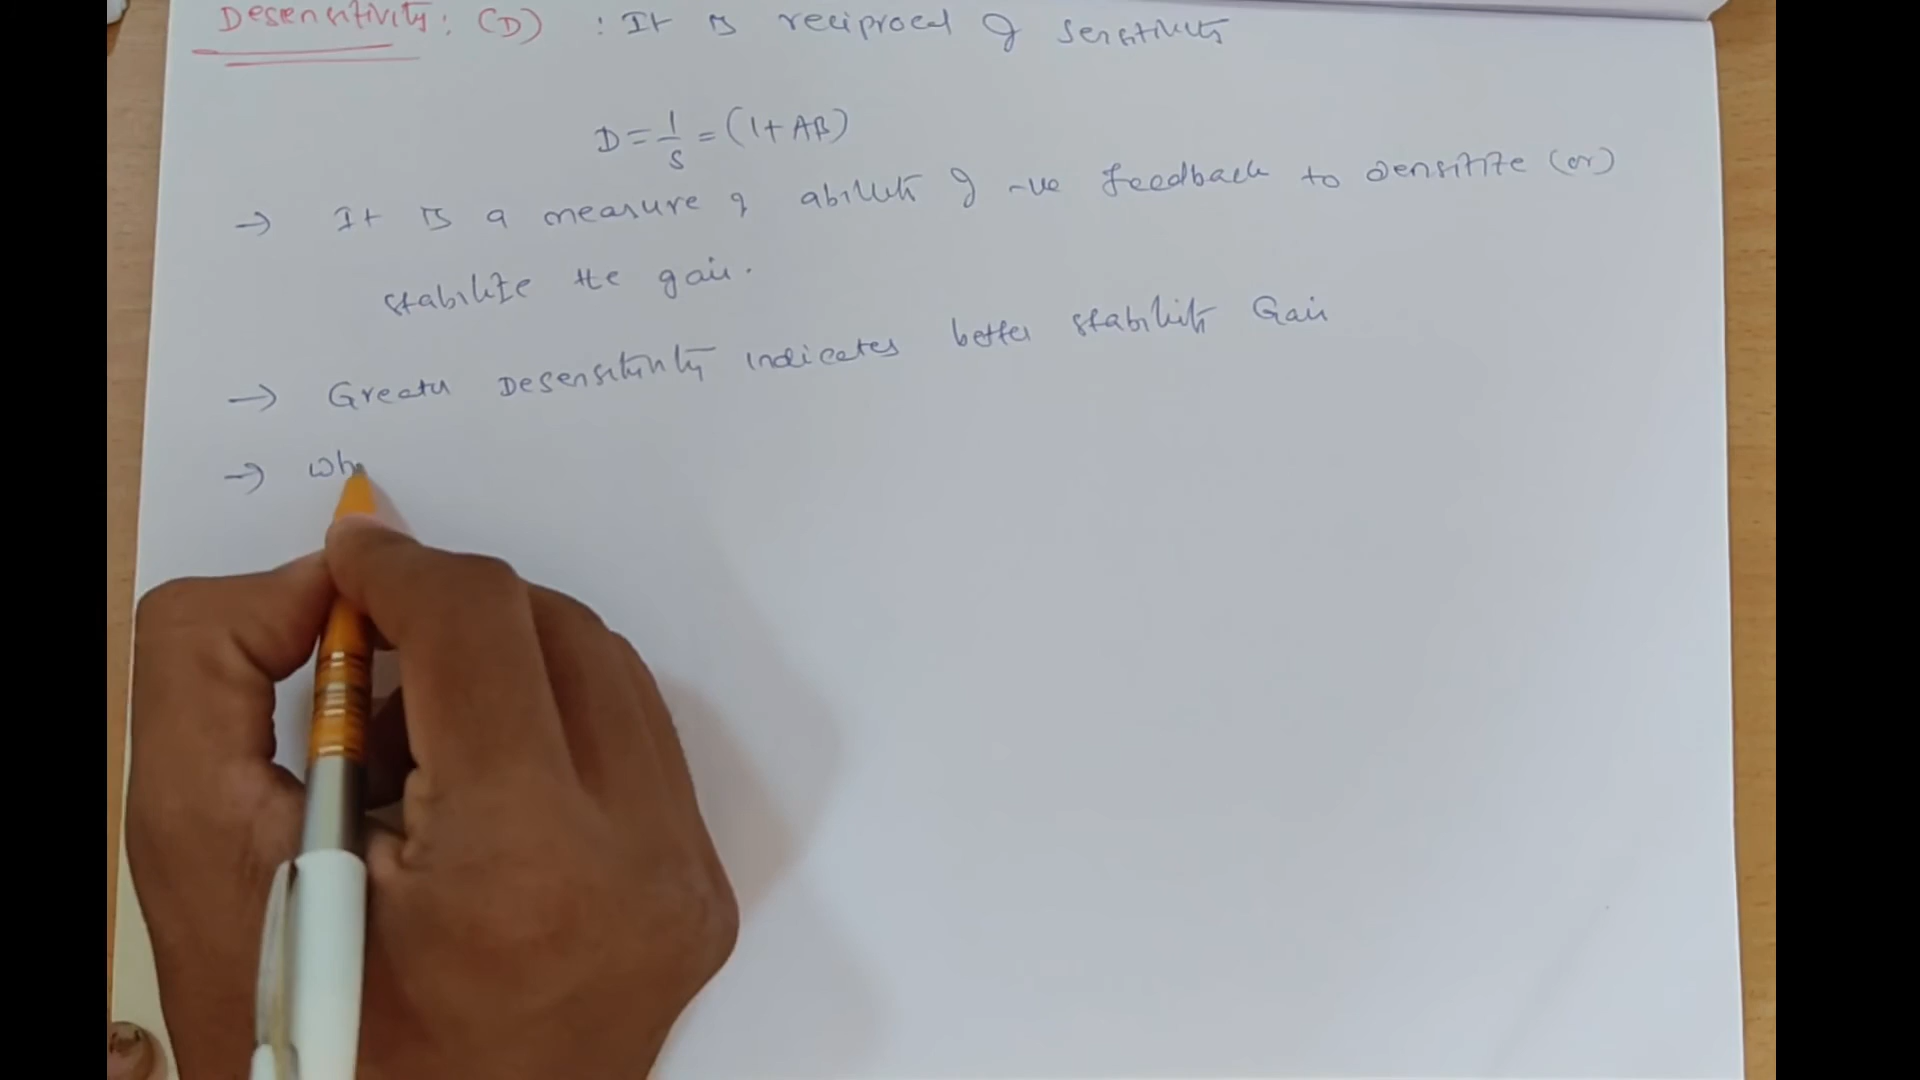 Desensitivity: (D) : It is reciprocal of sensitivity
D = 1/S = (1+AB)
→ It is a measure of ability of -ve feedback to densitize (or)
stabilize the gain.
→ Greater Desensitivity indicates better stability Gain
→ Wh